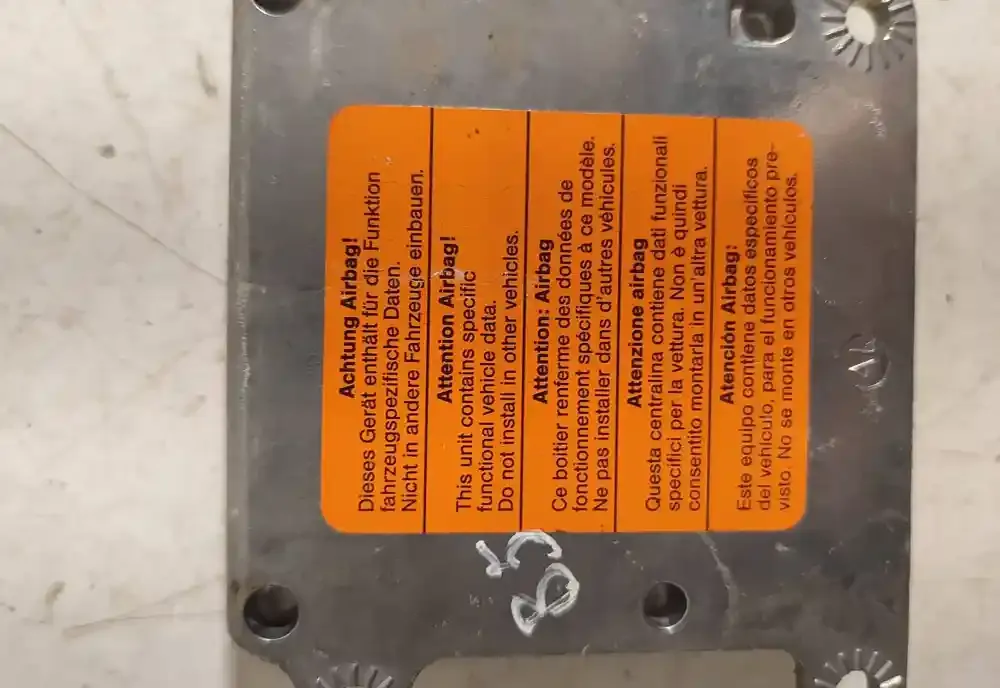 Achtung Airbag!
Dieses Gerät enthält für die Funktion
fahrzeugspezifische Daten.
Nicht in andere Fahrzeuge einbauen.
Attention Airbag!
This unit contains specific
functional vehicle data.
Do not install in other vehicles.
Attention: Airbag
Ce boîtier renferme des données de
fonctionnement spécifiques à ce modèle.
Ne pas installer dans d'autres véhicules.
Attenzione airbag
Questa centralina contiene dati funzionali
specifici per la vettura. Non è quindi
consentito montarla in un'altra vettura.
Atención Airbag:
Este equipo contiene datos específicos
del vehículo, para el funcionamiento pre-
visto. No se monte en otros vehículos.